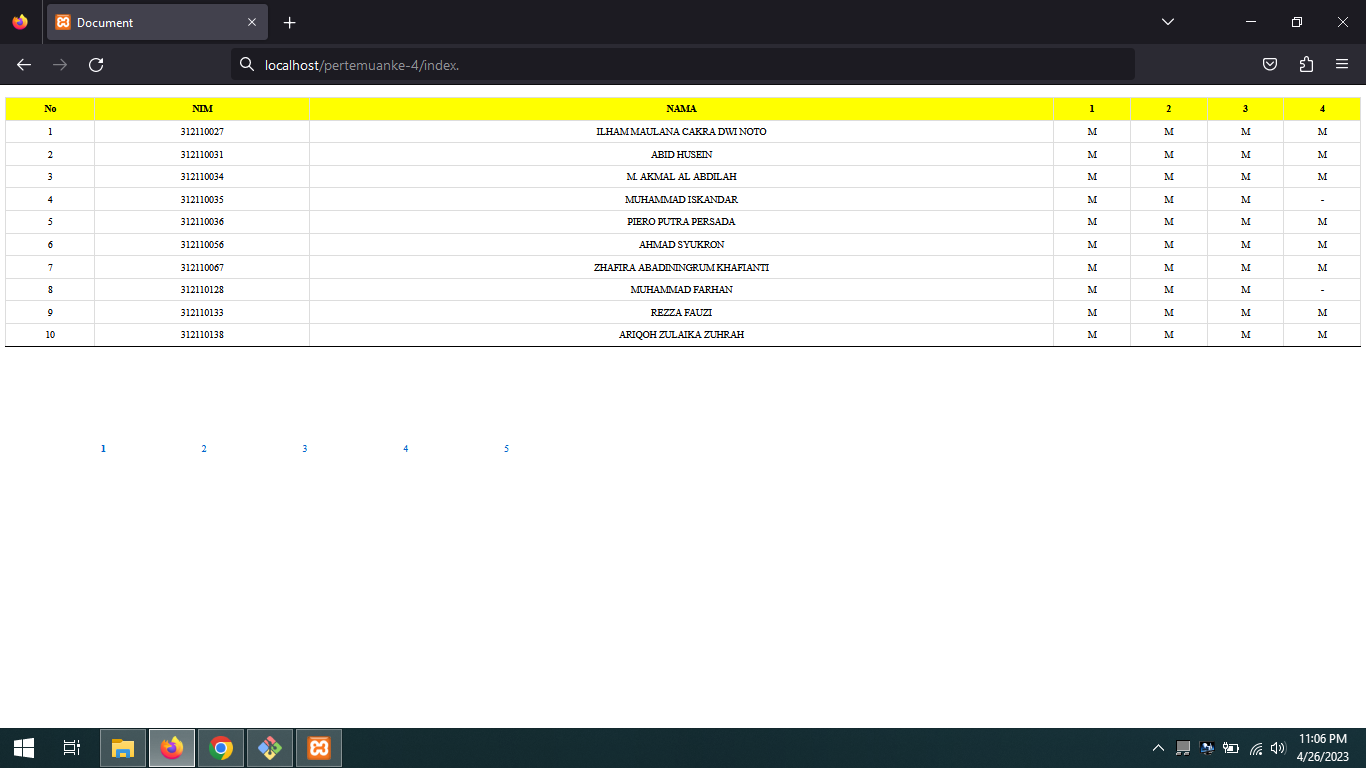 Document
localhost/pertemuanke-4/index.
No NIM NAMA 1 2 3 4
1 312110027 ILHAM MAULANA CAKRA DWI NOTO M M M M
2 312110031 ABID HUSEIN M M M M
3 312110034 M. AKMAL AL ABDILAH M M M M
4 312110035 MUHAMMAD ISKANDAR M M M -
5 312110036 PIERO PUTRA PERSADA M M M M
6 312110056 AHMAD SYUKRON M M M M
7 312110067 ZHAFIRA ABADININGRUM KHAFIANTI M M M M
8 312110128 MUHAMMAD FARHAN M M M -
9 312110133 REZZA FAUZI M M M M
10 312110138 ARIQOH ZULAIKA ZUHRAH M M M M
1 2 3 4 5
11:06 PM
4/26/2023